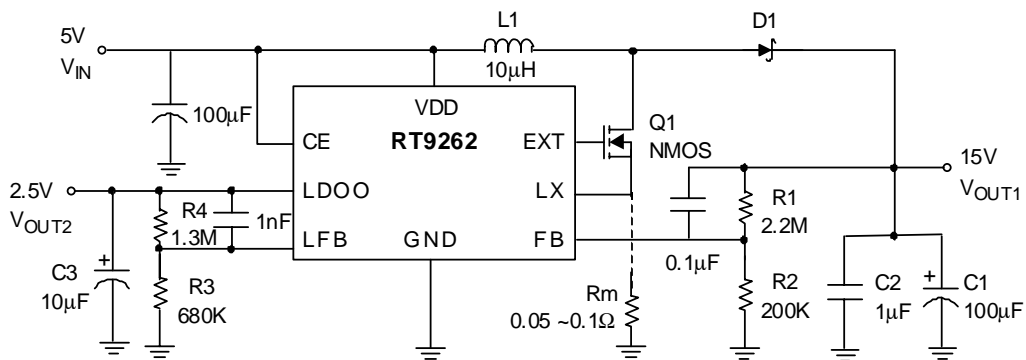 L1
D1
5V
VIN
10μH
100μF
VDD
RT9262
CE
EXT
Q1
NMOS
15V
VOUT1
2.5V
VOUT2
LDOO
LX
R4
1.3M
1nF
R1
2.2M
LFB
GND
FB
0.1μF
C3
10μF
R3
680K
Rm
0.05 ~0.1Ω
R2
200K
C2
1μF
C1
100μF
+
+